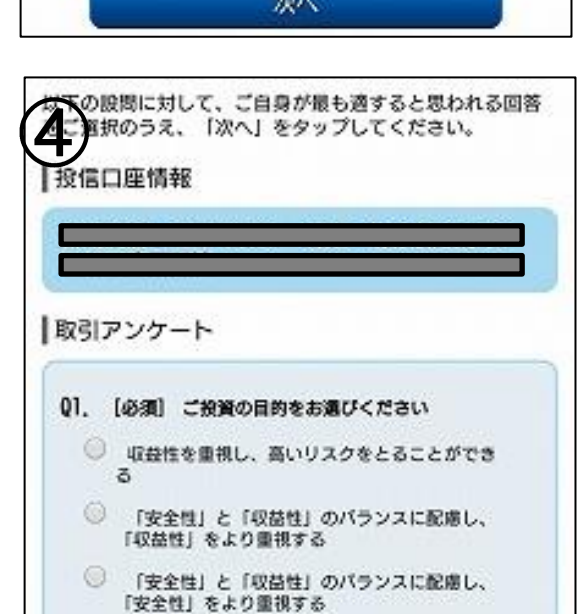 次へ
④
以下の設問に対して、ご自身が最も適すると思われる回答
をご選択のうえ、「次へ」をタップしてください。
投信口座情報
取引アンケート
Q1. [必須] ご投資の目的をお選びください
収益性を重視し、高いリスクをとることができ
る
「安全性」と「収益性」のバランスに配慮し、
「収益性」をより重視する
「安全性」と「収益性」のバランスに配慮し、
「安全性」をより重視する